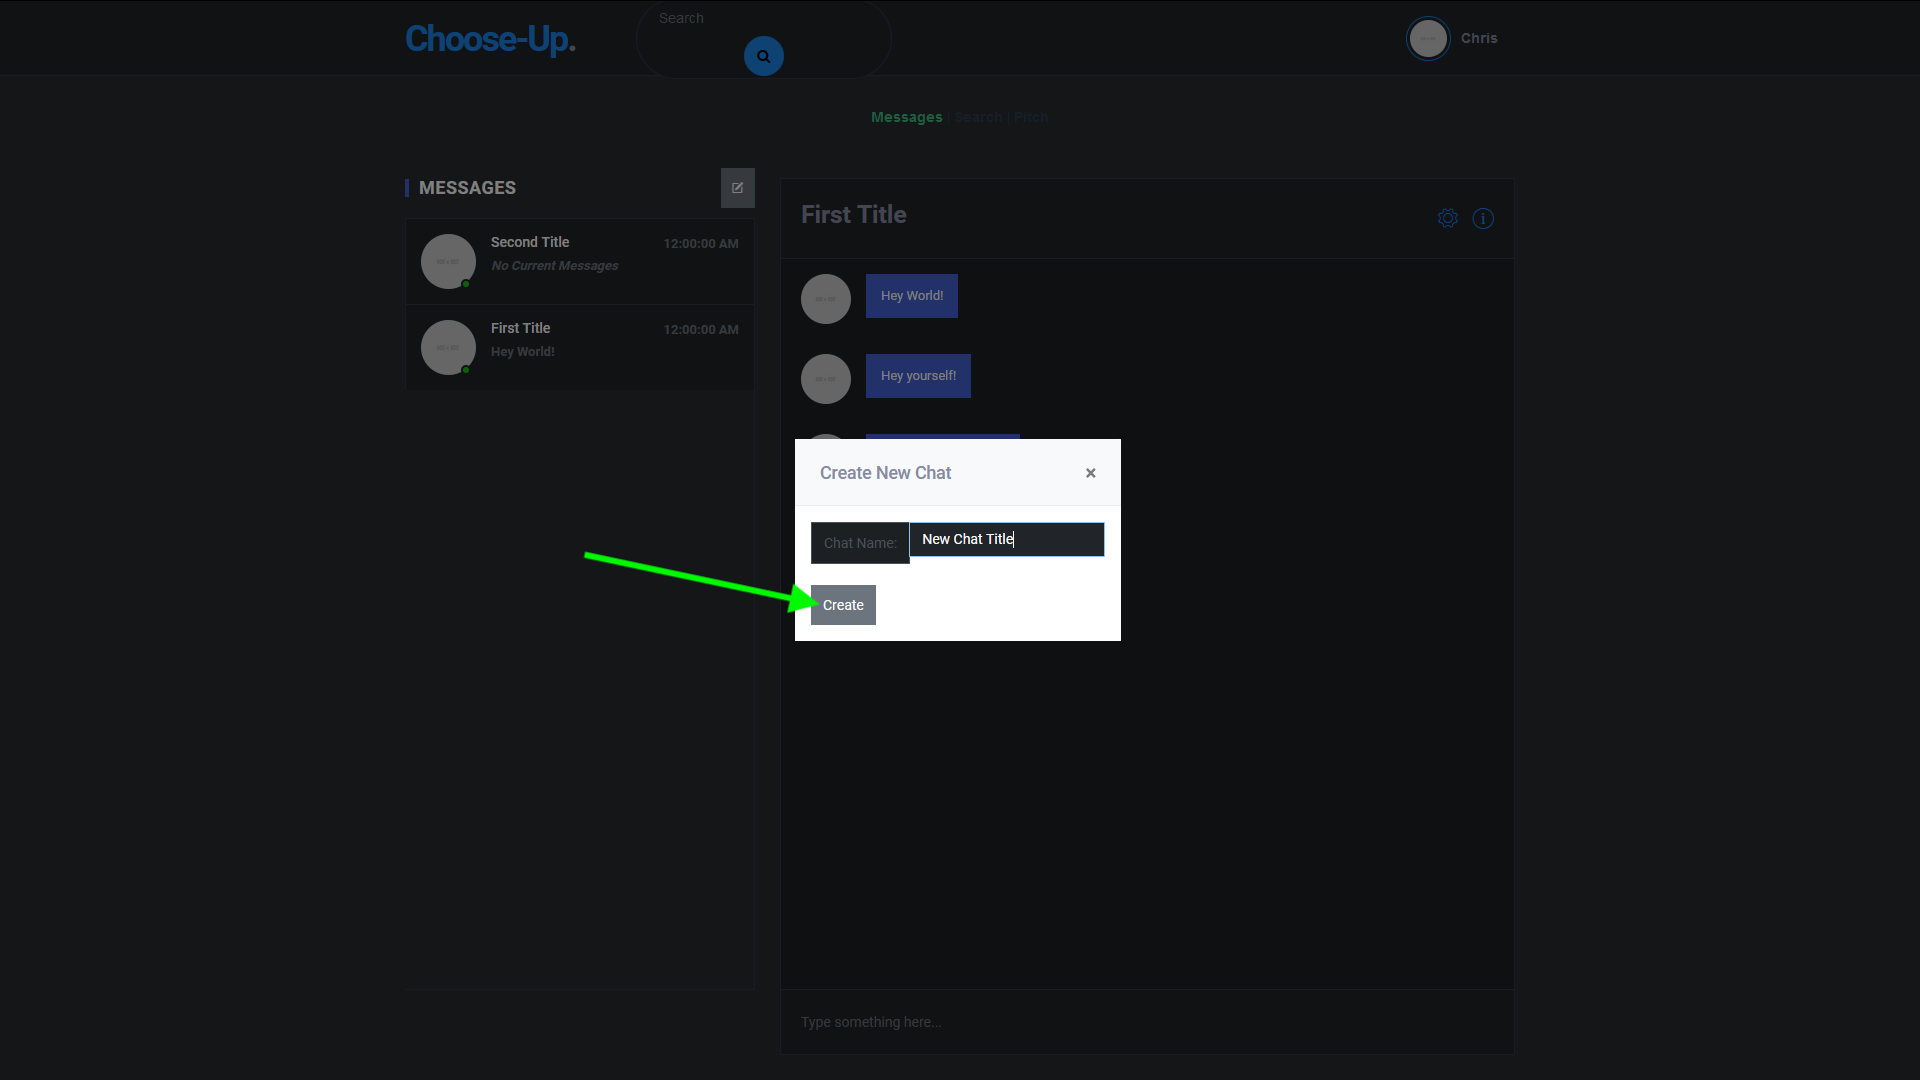 Choose-Up.
Search
Chris
Messages | Search | Pitch
MESSAGES
Second Title
12:00:00 AM
No Current Messages
First Title
12:00:00 AM
Hey World!
First Title
Hey World!
Hey yourself!
Create New Chat
×
Chat Name:
New Chat Title
Create
Type something here...